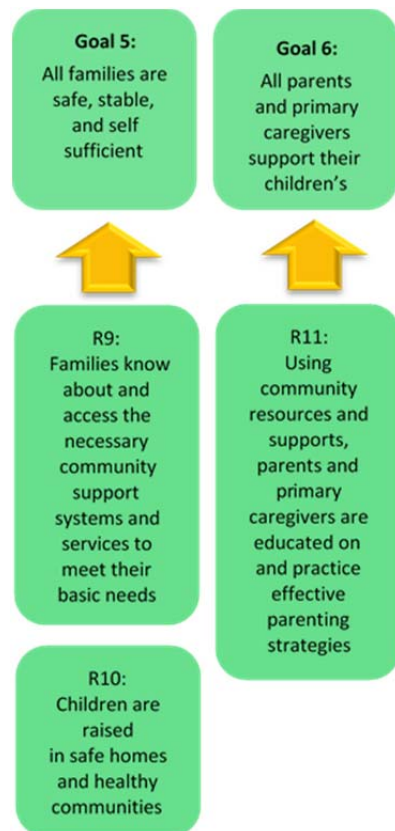 Goal 5:
All families are
safe, stable,
and self
sufficient
Goal 6:
All parents
and primary
caregivers
support their
children's
R9:
Families know
about and
access the
necessary
community
support
systems and
services to
meet their
basic needs
R10:
Children are
raised
in safe homes
and healthy
communities
R11:
Using
community
resources and
supports,
parents and
primary
caregivers are
educated on
and practice
effective
parenting
strategies